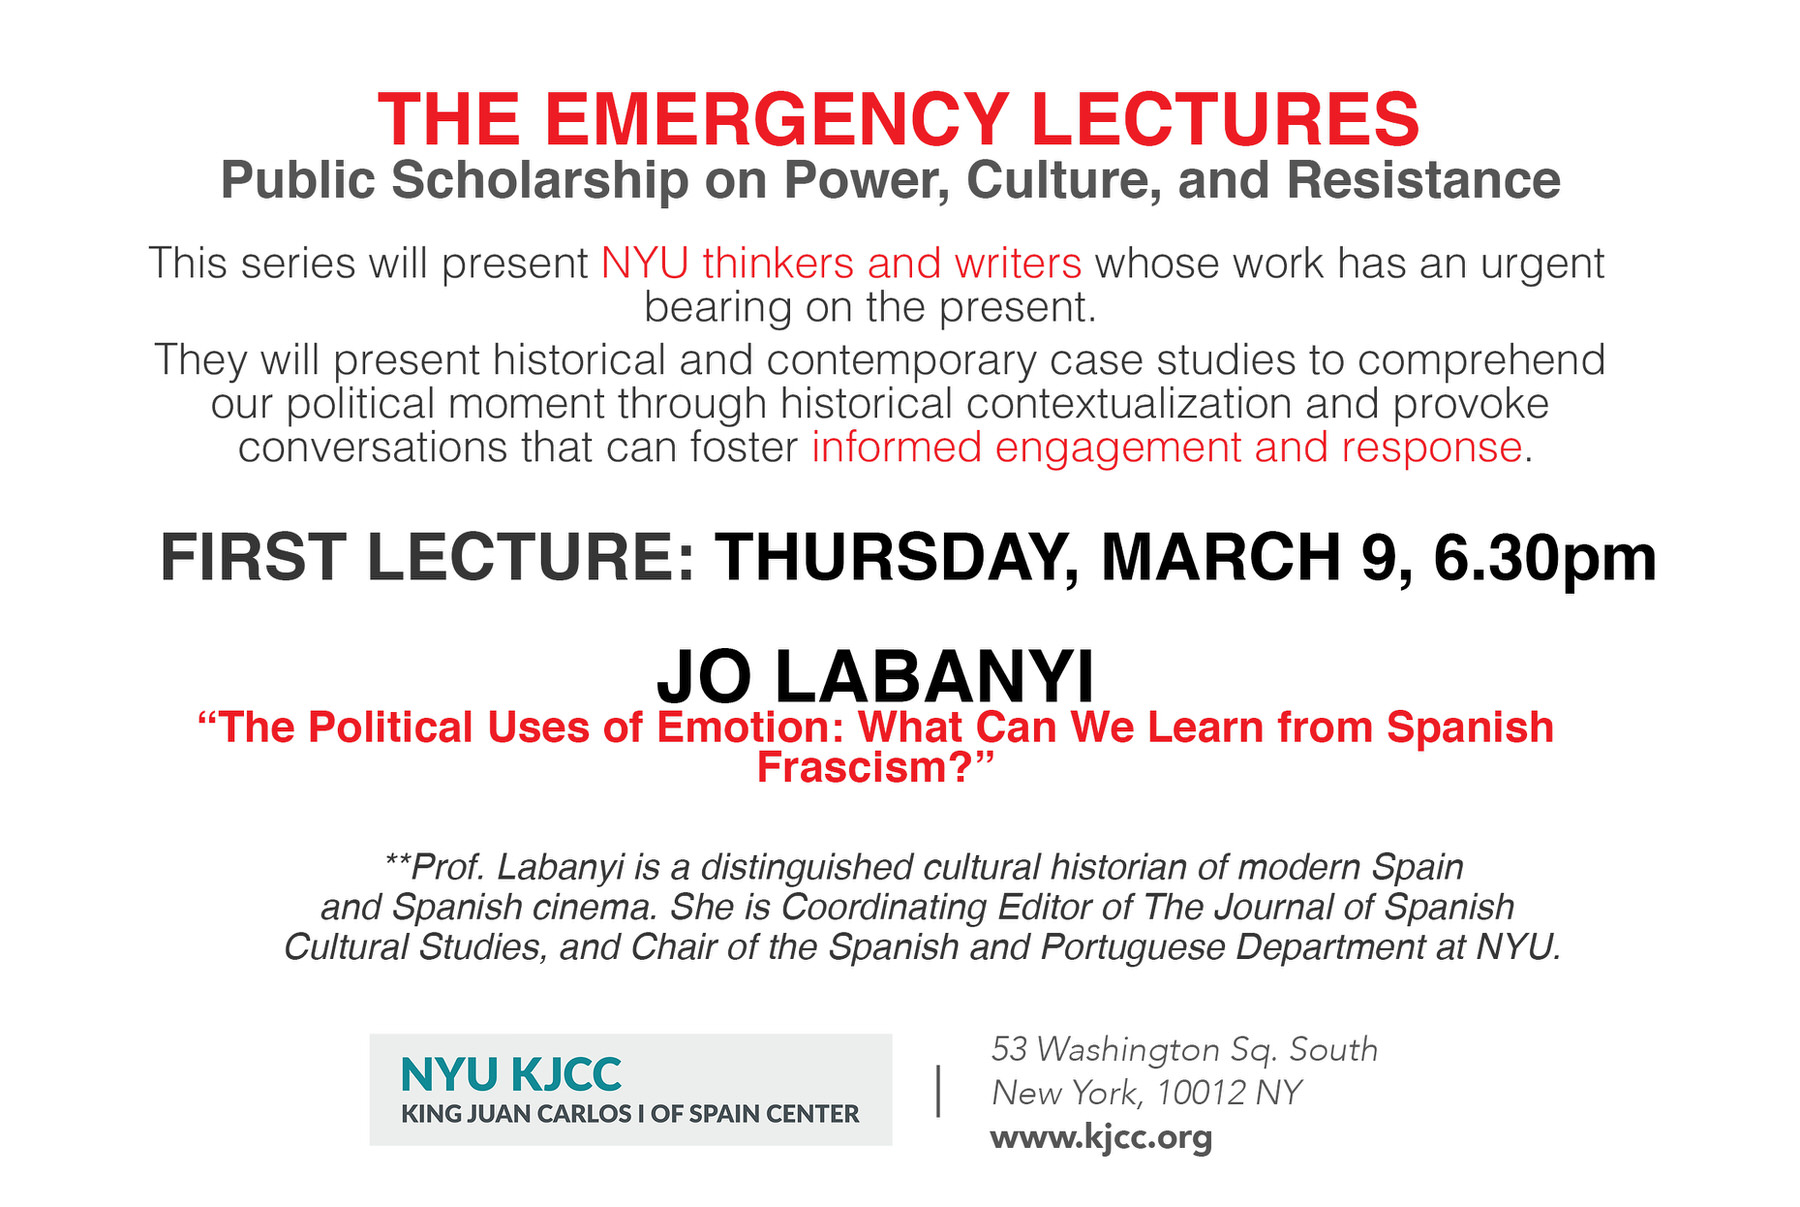 THE EMERGENCY LECTURES
Public Scholarship on Power, Culture, and Resistance
This series will present NYU thinkers and writers whose work has an urgent
bearing on the present.
They will present historical and contemporary case studies to comprehend
our political moment through historical contextualization and provoke
conversations that can foster informed engagement and response.
FIRST LECTURE: THURSDAY, MARCH 9, 6.30pm
JO LABANYI
“The Political Uses of Emotion: What Can We Learn from Spanish
Frascism?”
**Prof. Labanyi is a distinguished cultural historian of modern Spain
and Spanish cinema. She is Coordinating Editor of The Journal of Spanish
Cultural Studies, and Chair of the Spanish and Portuguese Department at NYU.
NYU KJCC
KING JUAN CARLOS I OF SPAIN CENTER
53 Washington Sq. South
New York, 10012 NY
www.kjcc.org